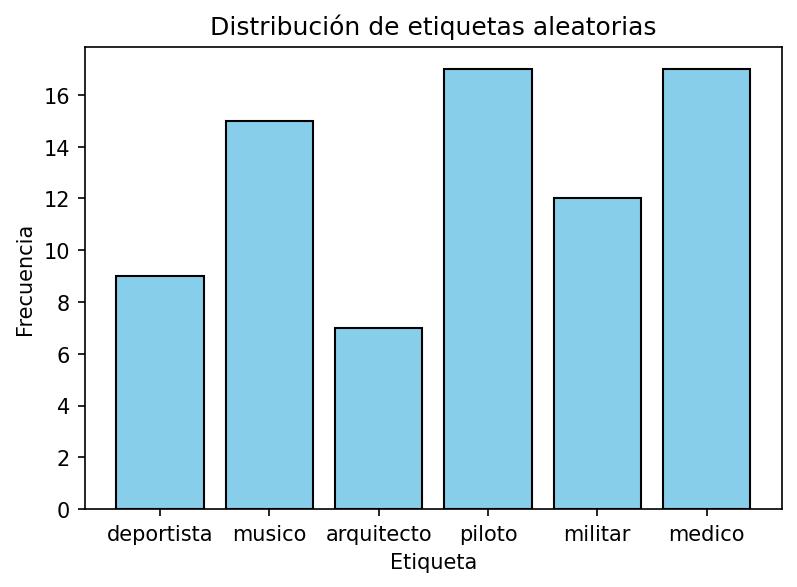 Distribución de etiquetas aleatorias
Frecuencia
16
14
12
10
8
6
4
2
0
deportista musico arquitecto piloto militar medico
Etiqueta